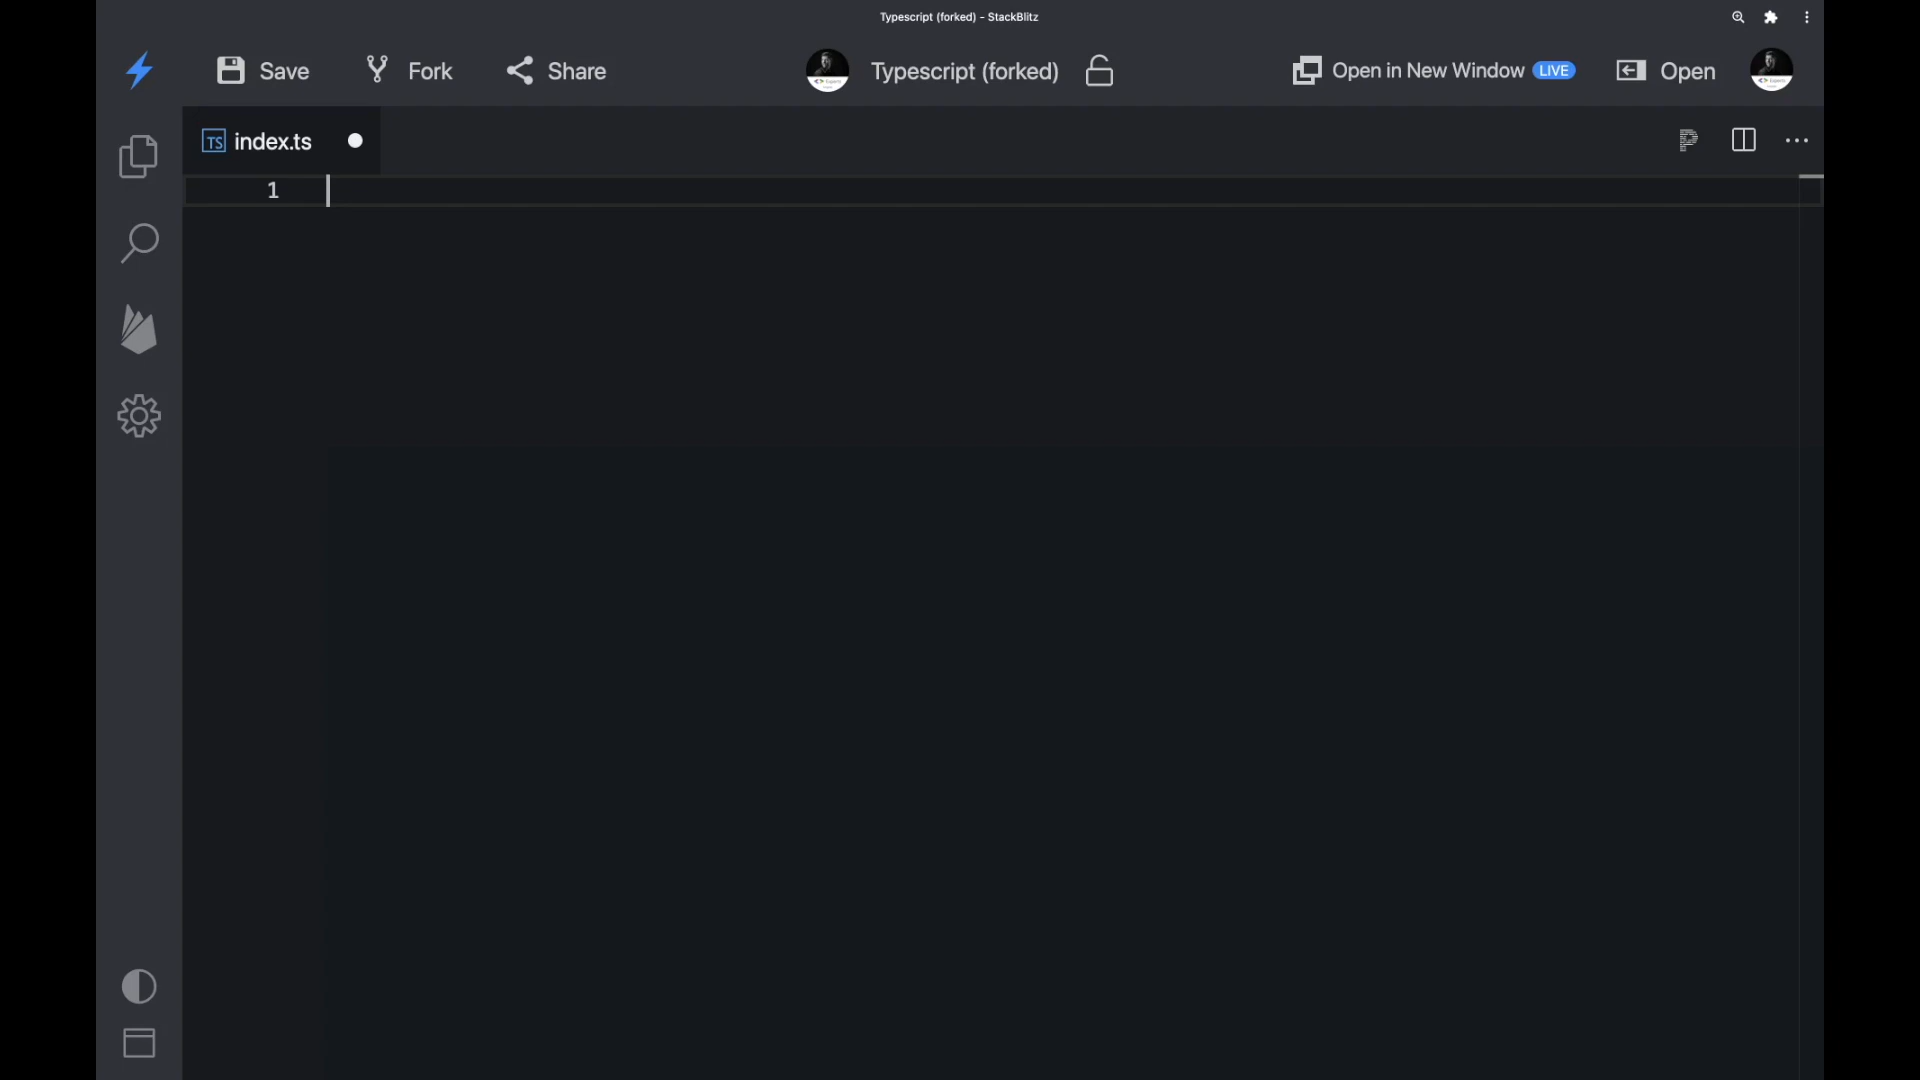 Typescript (forked) - StackBlitz
Save Fork Share Typescript (forked) Open in New Window LIVE Open
TS index.ts
1